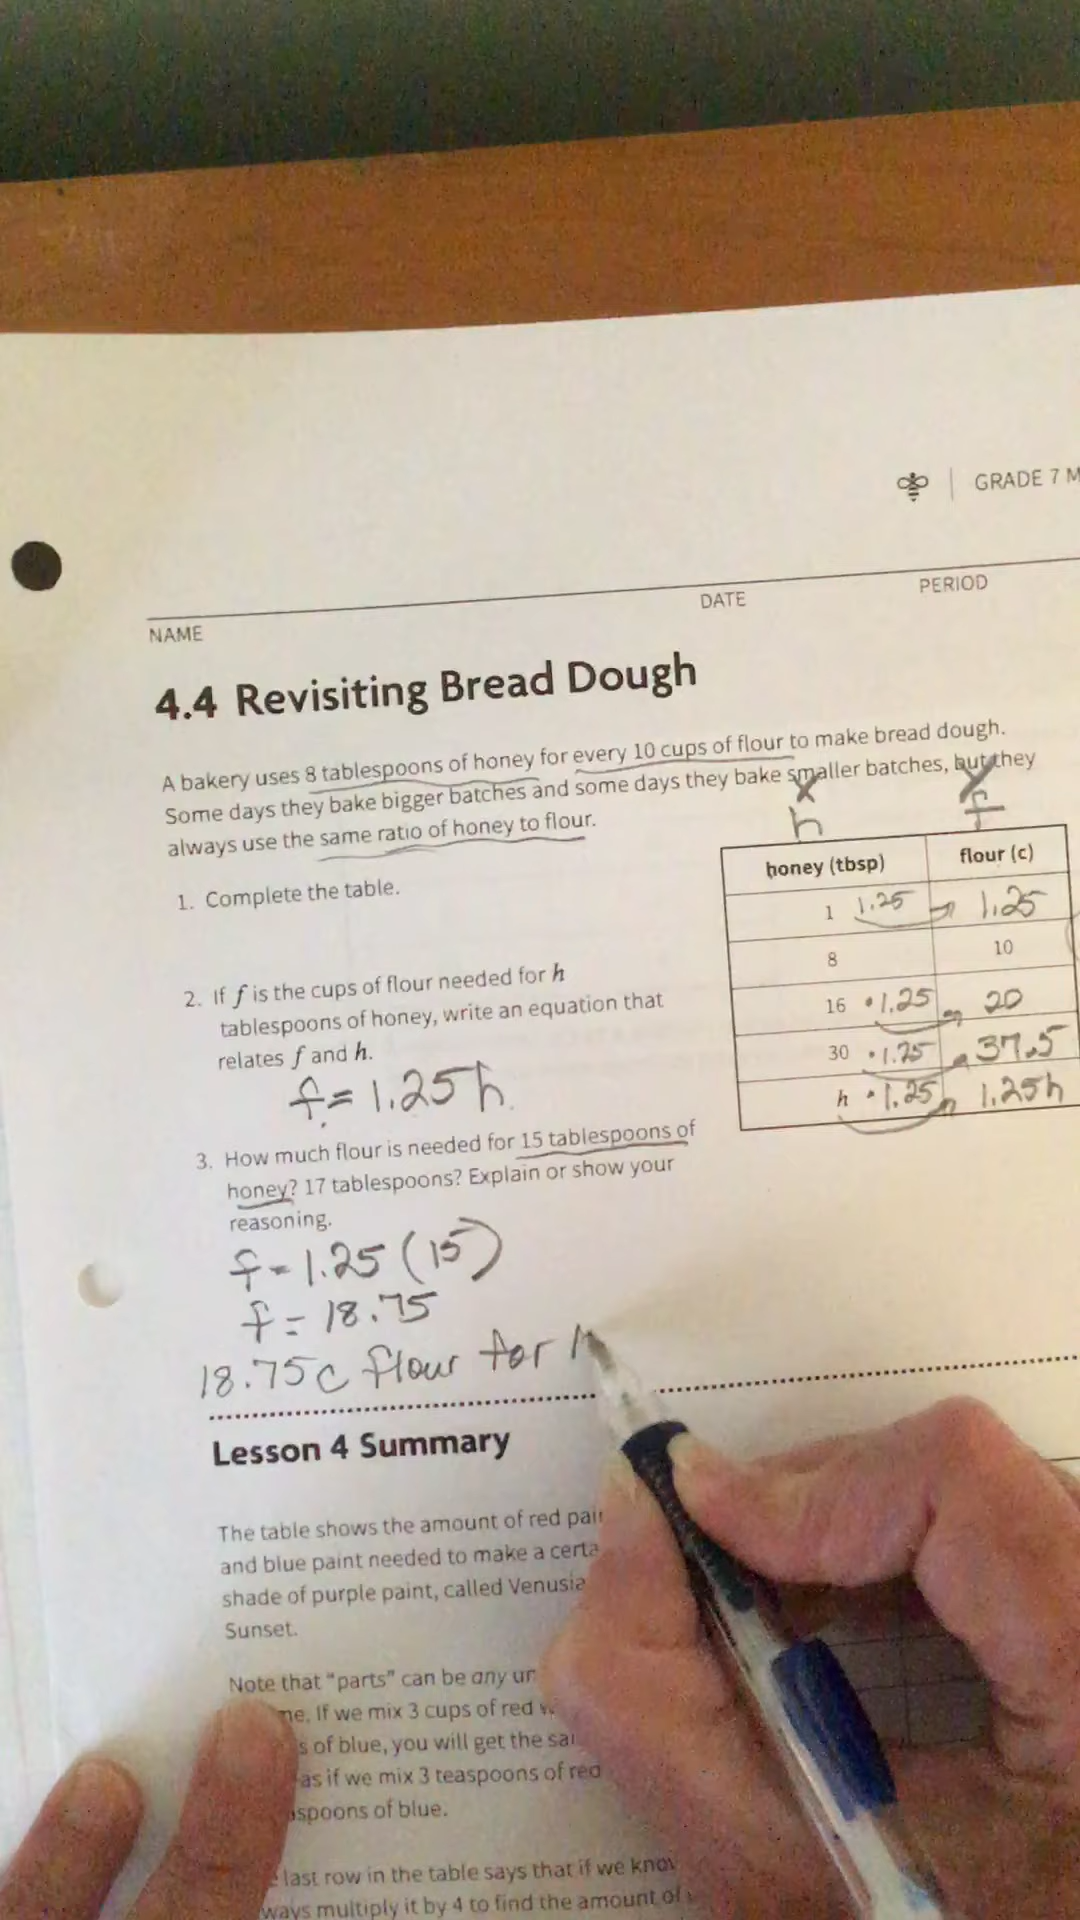 GRADE 7
NAME
DATE
PERIOD
4.4 Revisiting Bread Dough
A bakery uses 8 tablespoons of honey for every 10 cups of flour to make bread dough.
Some days they bake bigger batches and some days they bake smaller batches, but they
always use the same ratio of honey to flour.
x y
h f
honey (tbsp) flour (c)
1 1.25 1.25
8 10
16 •1.25 20
30 •1.25 37.5
h •1.25 1.25h
1. Complete the table.
2. If f is the cups of flour needed for h
tablespoons of honey, write an equation that
relates f and h.
f = 1.25h
3. How much flour is needed for 15 tablespoons of
honey? 17 tablespoons? Explain or show your
reasoning.
f = 1.25 (15)
f = 18.75
18.75c flour for
Lesson 4 Summary
The table shows the amount of red
and blue paint needed to make a
shade of purple paint, called
Sunset.
Note that "parts" can be any
If we mix 3 cups of red
of blue, you will get the
as if we mix 3 teaspoons of red
of blue.
last row in the table says that if we
multiply it by 4 to find the amount of